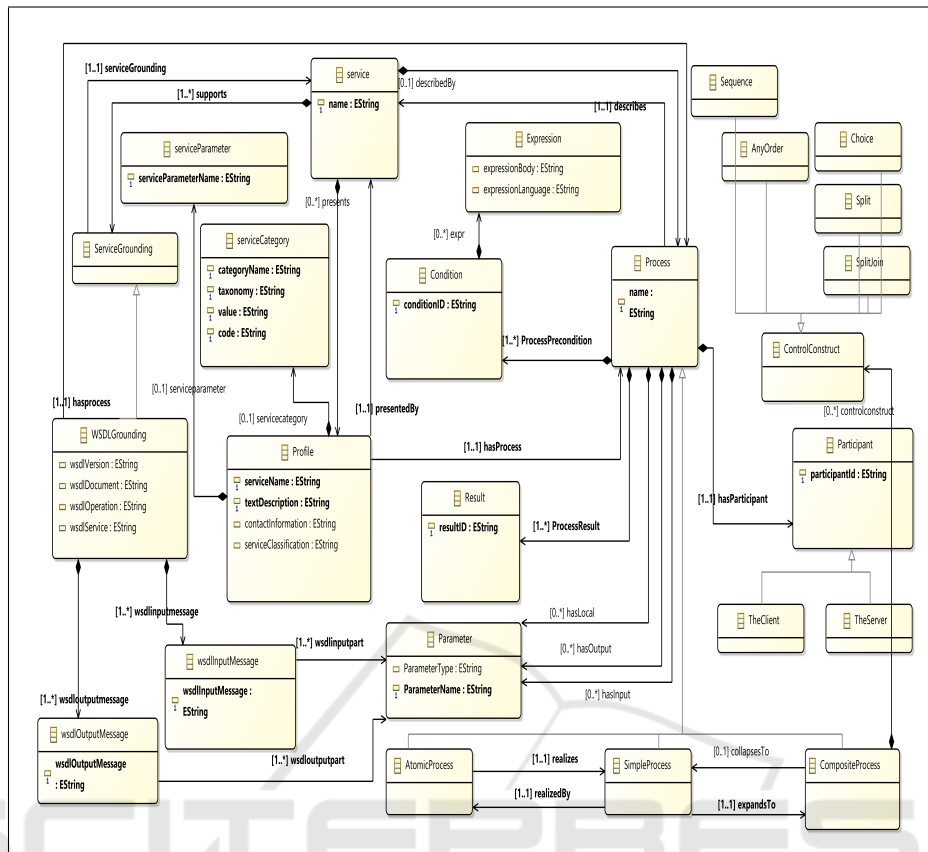 [1..1] serviceGrounding
service
name : EString
[0..1] describedBy
[1..*] supports
[1..1] describes
Sequence
serviceParameter
serviceParameterName : EString
Expression
expressionBody : EString
expressionLanguage : EString
AnyOrder
Choice
Split
SplitJoin
[0..*] presents
[0..*] expr
ServiceGrounding
serviceCategory
categoryName : EString
taxonomy : EString
value : EString
code : EString
Condition
conditionID : EString
Process
name :
EString
[1..*] ProcessPrecondition
ControlConstruct
[0..1] serviceparameter
[1..1] hasprocess
[0..1] servicecategory
[1..1] presentedBy
[0..*] controlconstruct
WSDLGrounding
wsdlVersion : EString
wsdlDocument : EString
wsdlOperation : EString
wsdlService : EString
Profile
serviceName : EString
textDescription : EString
contactInformation : EString
serviceClassification : EString
[1..1] hasProcess
Participant
participantId : EString
[1..1] hasParticipant
Result
resultID : EString
[1..*] ProcessResult
[1..*] wsdlinputmessage
[0..*] hasLocal
TheClient
TheServer
wsdlInputMessage
wsdlInputMessage :
EString
[1..*] wsdlinputpart
Parameter
ParameterType : EString
ParameterName : EString
[0..*] hasOutput
[0..*] hasInput
[1..*] wsdloutputmessage
wsdlOutputMessage
wsdlOutputMessage
: EString
[1..*] wsdloutputpart
AtomicProcess
[1..1] realizes
[1..1] realizedBy
SimpleProcess
[0..1] collapsesTo
[1..1] expandsTo
CompositeProcess
SCITEPRES